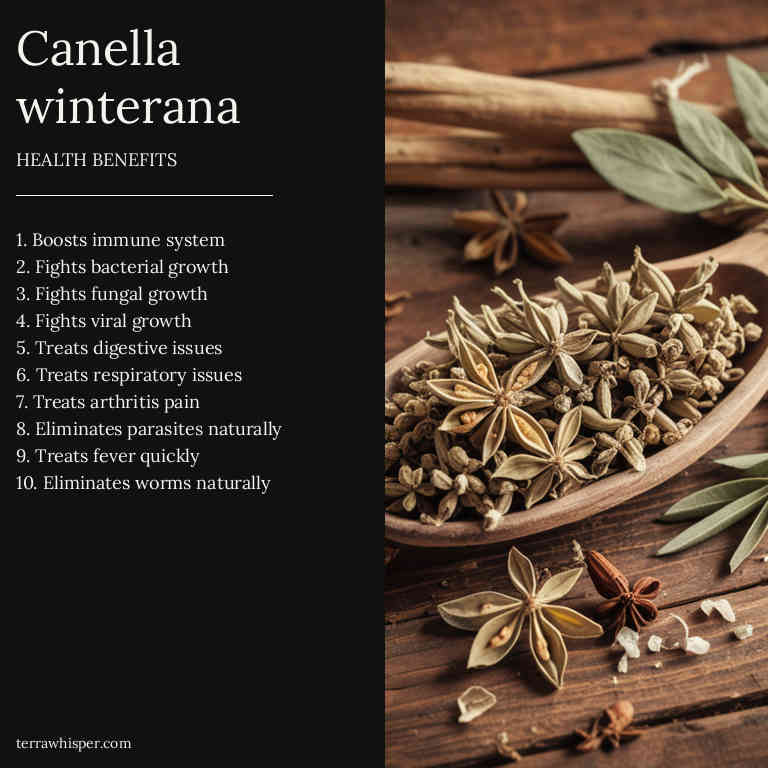 Canella
winterana
HEALTH BENEFITS
1. Boosts immune system
2. Fights bacterial growth
3. Fights fungal growth
4. Fights viral growth
5. Treats digestive issues
6. Treats respiratory issues
7. Treats arthritis pain
8. Eliminates parasites naturally
9. Treats fever quickly
10. Eliminates worms naturally
terrawhisper.com